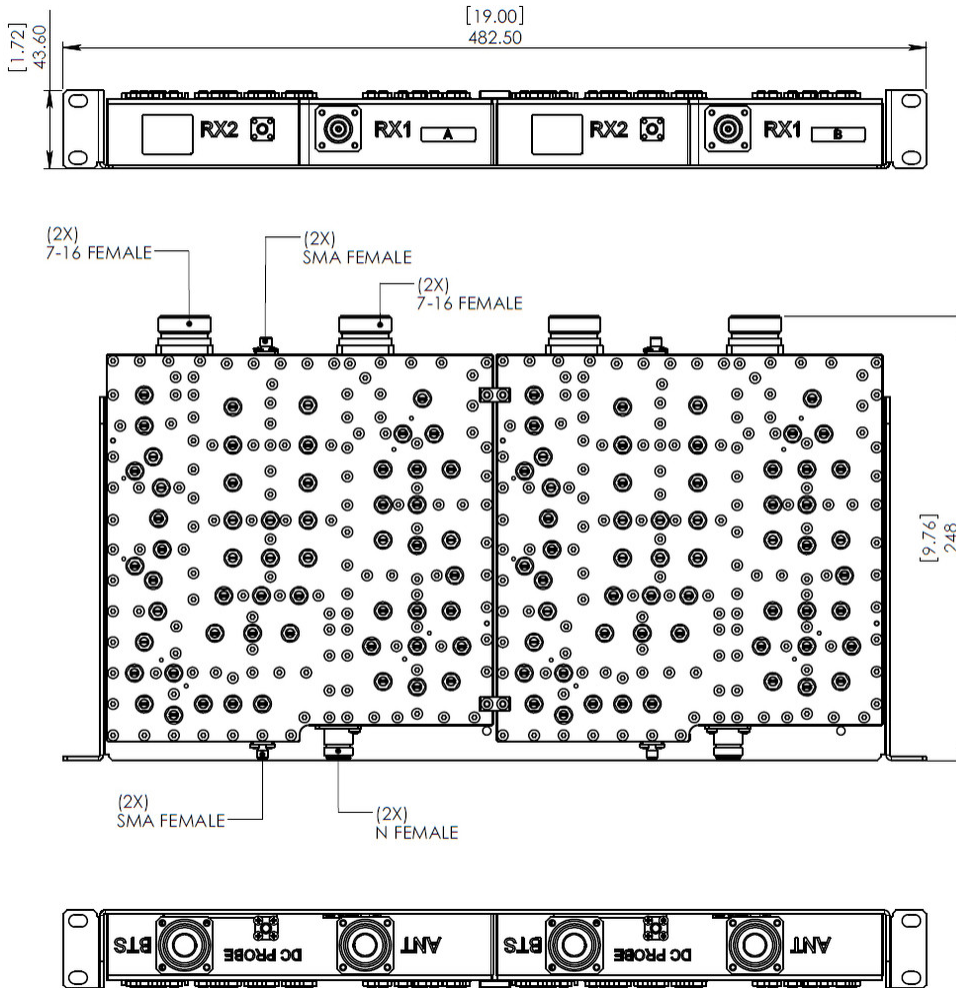 [19.00]
482.50
[1.72]
43.60
RX2 RX1 A RX2 RX1 B
(2X)
7-16 FEMALE
(2X)
SMA FEMALE
(2X)
7-16 FEMALE
[9.76]
248
(2X)
SMA FEMALE
(2X)
N FEMALE
BTS DC PROBE ANT BTS DC PROBE ANT